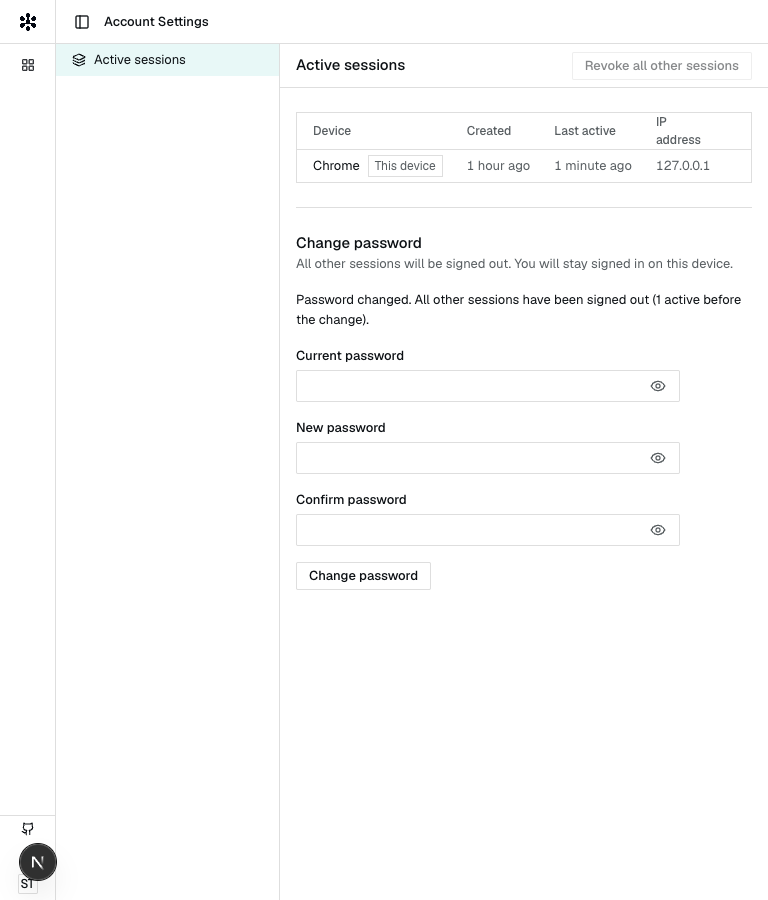 Account Settings
Active sessions
Active sessions
Revoke all other sessions
Device Created Last active IP address
Chrome This device 1 hour ago 1 minute ago 127.0.0.1
Change password
All other sessions will be signed out. You will stay signed in on this device.
Password changed. All other sessions have been signed out (1 active before
the change).
Current password
New password
Confirm password
Change password
N
ST